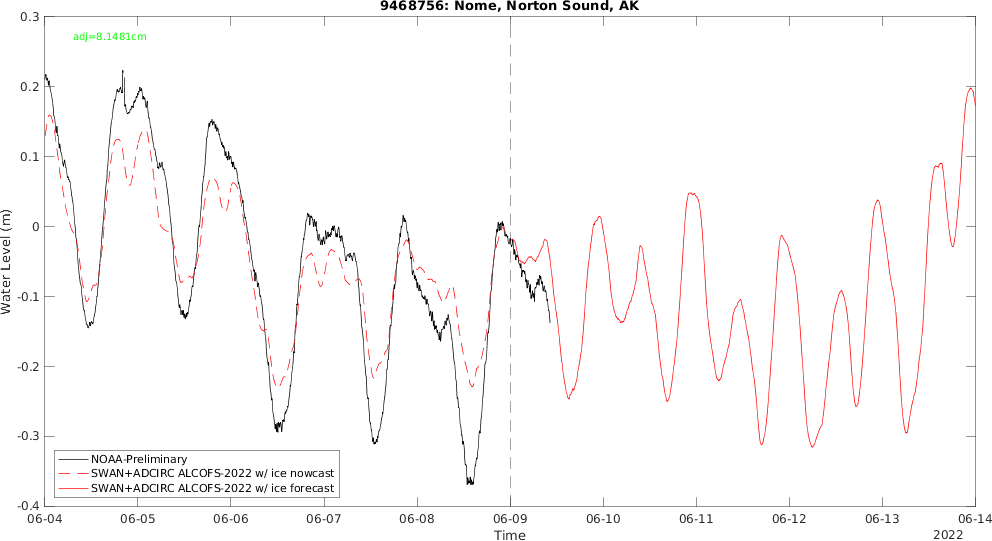 9468756: Nome, Norton Sound, AK
adj=8.1481cm
Water Level (m)
0.3
0.2
0.1
0
-0.1
-0.2
-0.3
-0.4
NOAA-Preliminary
SWAN+ADCIRC ALCOFS-2022 w/ ice nowcast
SWAN+ADCIRC ALCOFS-2022 w/ ice forecast
06-04 06-05 06-06 06-07 06-08 06-09 06-10 06-11 06-12 06-13 06-14
Time
2022